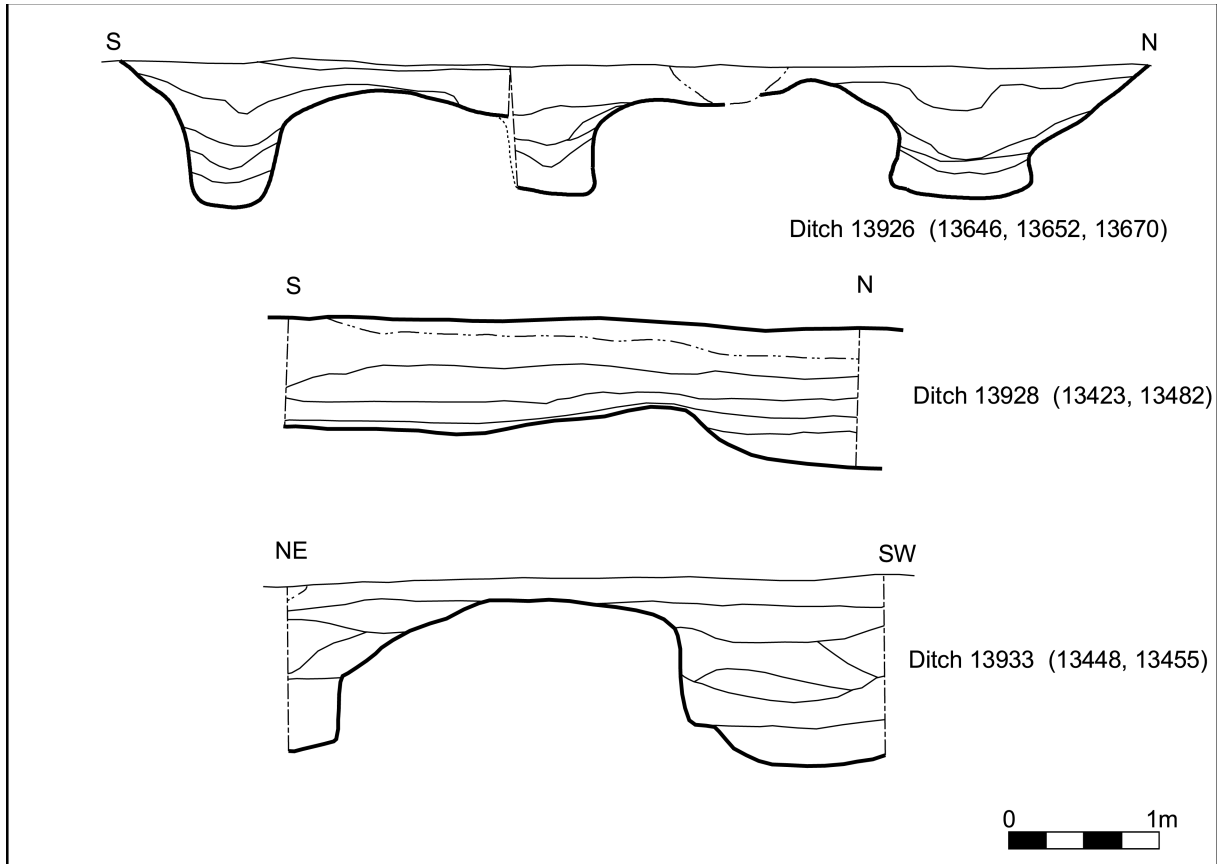 S N
Ditch 13926 (13646, 13652, 13670)
S N
Ditch 13928 (13423, 13482)
NE SW
Ditch 13933 (13448, 13455)
0 1m